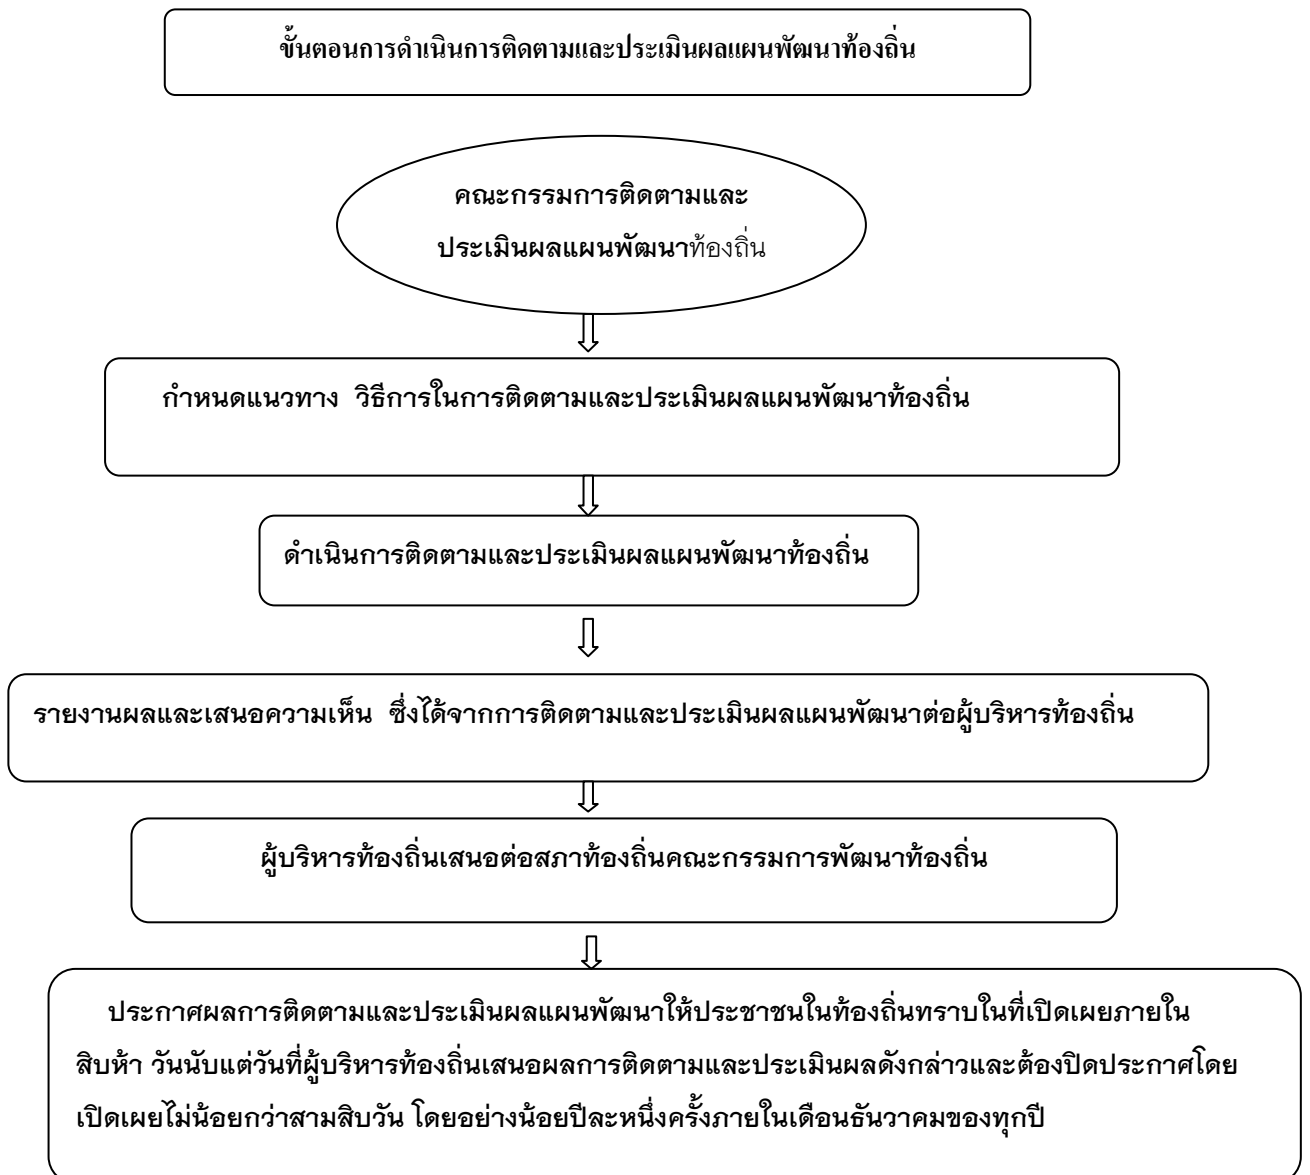 ขั้นตอนการดำเนินการติดตามและประเมินผลแผนพัฒนาท้องถิ่น
คณะกรรมการติดตามและ
ประเมินผลแผนพัฒนาท้องถิ่น
กำหนดแนวทาง วิธีการในการติดตามและประเมินผลแผนพัฒนาท้องถิ่น
ดำเนินการติดตามและประเมินผลแผนพัฒนาท้องถิ่น
รายงานผลและเสนอความเห็น ซึ่งได้จากการติดตามและประเมินผลแผนพัฒนาต่อผู้บริหารท้องถิ่น
ผู้บริหารท้องถิ่นเสนอต่อสภาท้องถิ่นคณะกรรมการพัฒนาท้องถิ่น
ประกาศผลการติดตามและประเมินผลแผนพัฒนาให้ประชาชนในท้องถิ่นทราบในที่เปิดเผยภายใน
สิบห้า วันนับแต่วันที่ผู้บริหารท้องถิ่นเสนอผลการติดตามและประเมินผลดังกล่าวและต้องปิดประกาศโดย
เปิดเผยไม่น้อยกว่าสามสิบวัน โดยอย่างน้อยปีละหนึ่งครั้งภายในเดือนธันวาคมของทุกปี